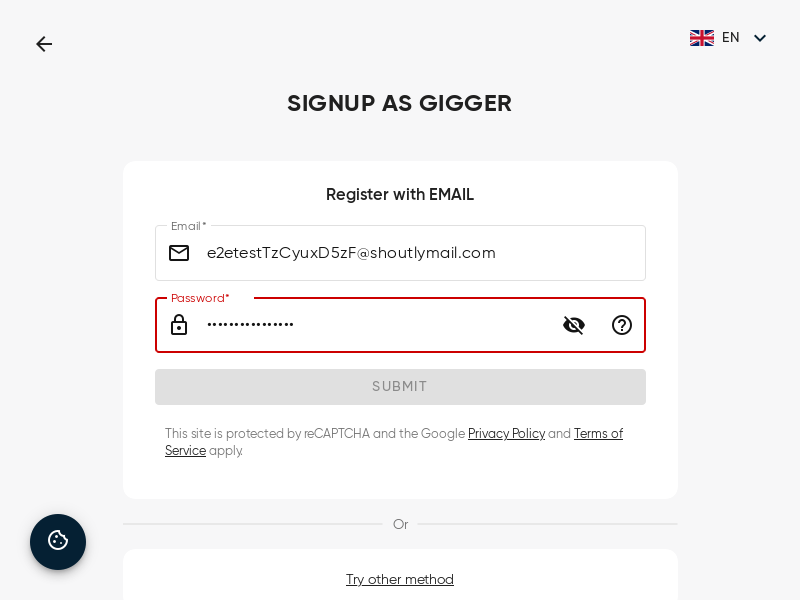 EN
SIGNUP AS GIGGER
Register with EMAIL
Email*
e2etestTzCyuxD5zF@shoutlymail.com
Password*
••••••••••••••••
SUBMIT
This site is protected by reCAPTCHA and the Google Privacy Policy and Terms of
Service apply.
Or
Try other method